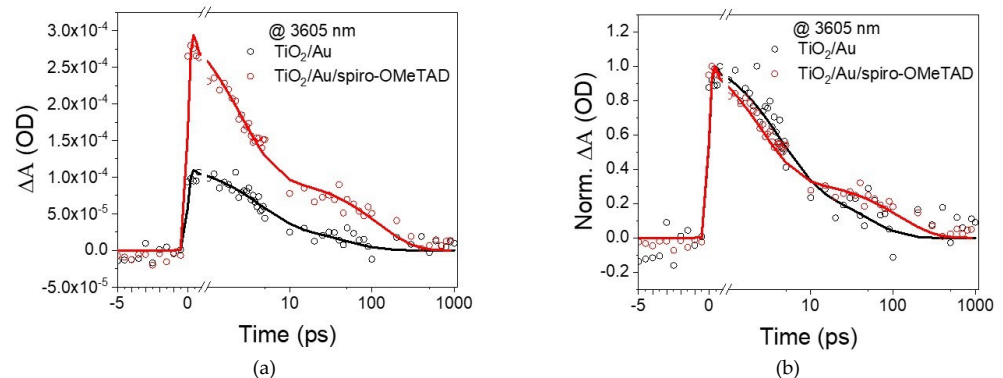 3.0x10⁻⁴
2.5x10⁻⁴
2.0x10⁻⁴
1.5x10⁻⁴
1.0x10⁻⁴
5.0x10⁻⁵
0.0
-5.0x10⁻⁵
ΔA (OD)
@ 3605 nm
TiO₂/Au
TiO₂/Au/spiro-OMeTAD
-5 0 10 100 1000
Time (ps)
(a)
1.2
1.0
0.8
0.6
0.4
0.2
0.0
-0.2
Norm. ΔA (OD)
@ 3605 nm
TiO₂/Au
TiO₂/Au/spiro-OMeTAD
-5 0 10 100 1000
Time (ps)
(b)